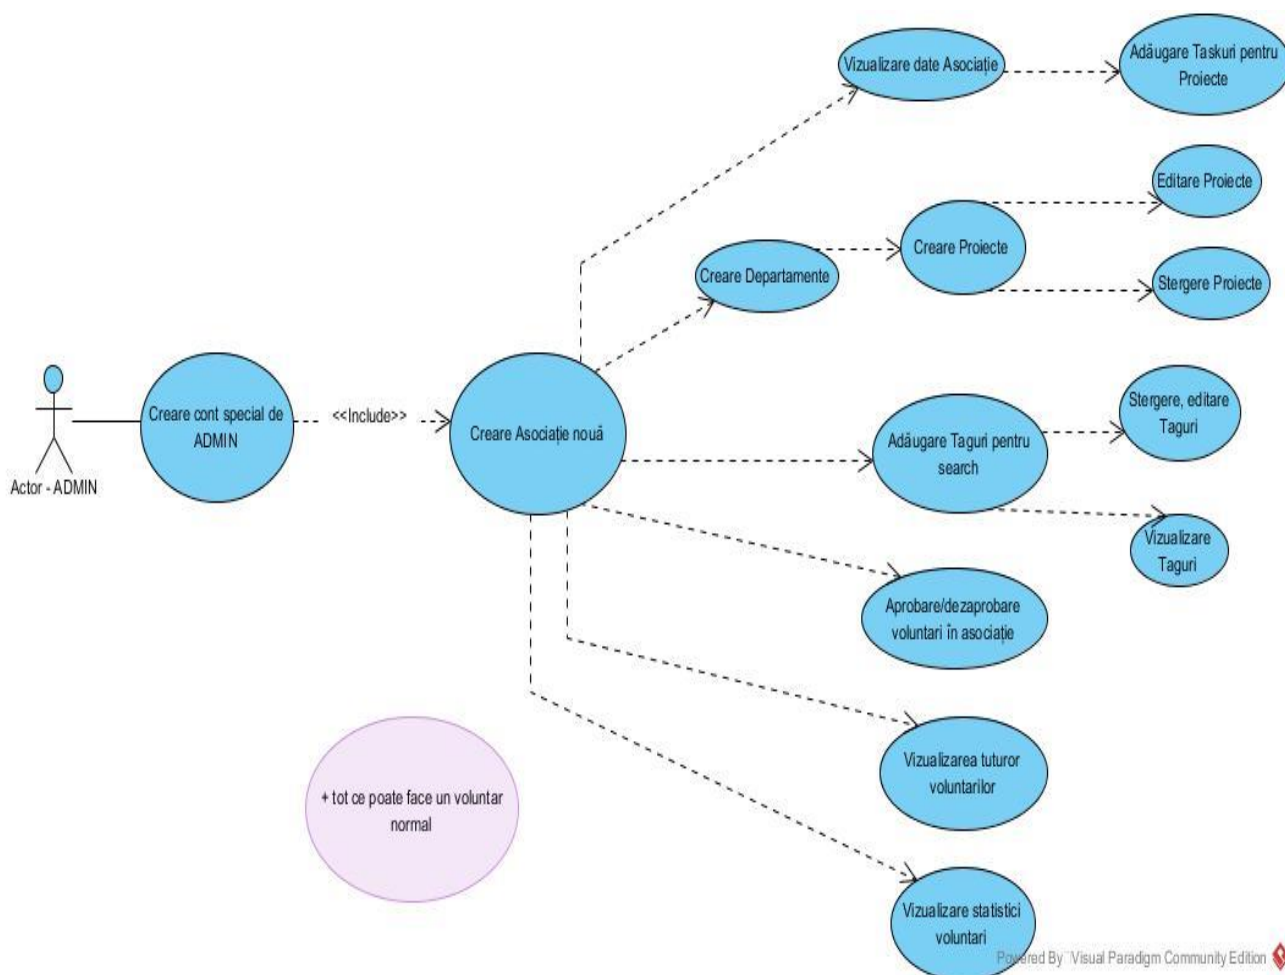 Vizualizare date Asociație
Adăugare Taskuri pentru
Proiecte
Editare Proiecte
Creare Proiecte
Creare Departamente
Stergere Proiecte
Creare cont special de
ADMIN
<<Include>>
Creare Asociație nouă
Actor - ADMIN
Adăugare Taguri pentru
search
Stergere, editare
Taguri
Vizualizare
Taguri
Aprobare/dezaprobare
voluntari în asociație
Vizualizarea tuturor
voluntarilor
+ tot ce poate face un voluntar
normal
Vizualizare statistici
voluntari
Powered By Visual Paradigm Community Edition